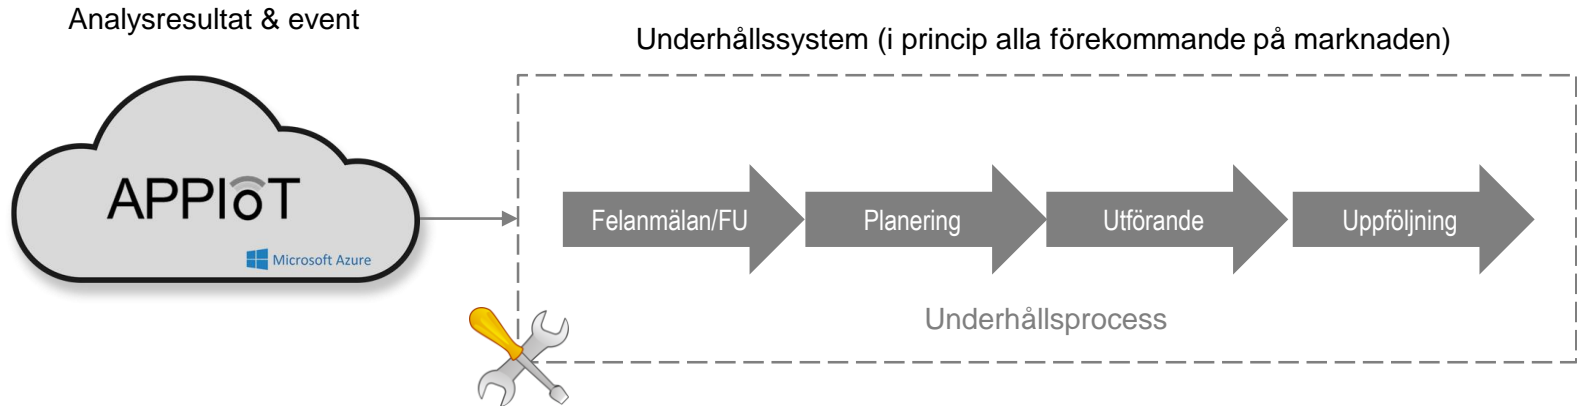 Analysresultat & event
Underhållssystem (i princip alla förekommande på marknaden)
APPIoT
Microsoft Azure
Felanmälan/FU
Planering
Utförande
Uppföljning
Underhållsprocess